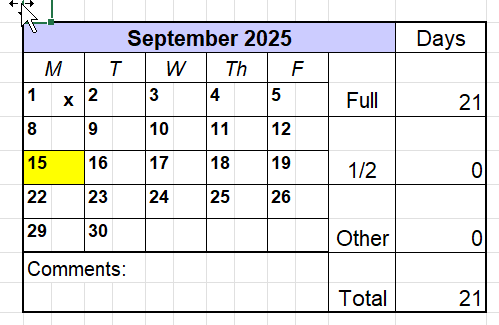 September 2025 Days
M T W Th F
1 x 2 3 4 5 Full 21
8 9 10 11 12
15 16 17 18 19 1/2 0
22 23 24 25 26
29 30 Other 0
Comments:
Total 21